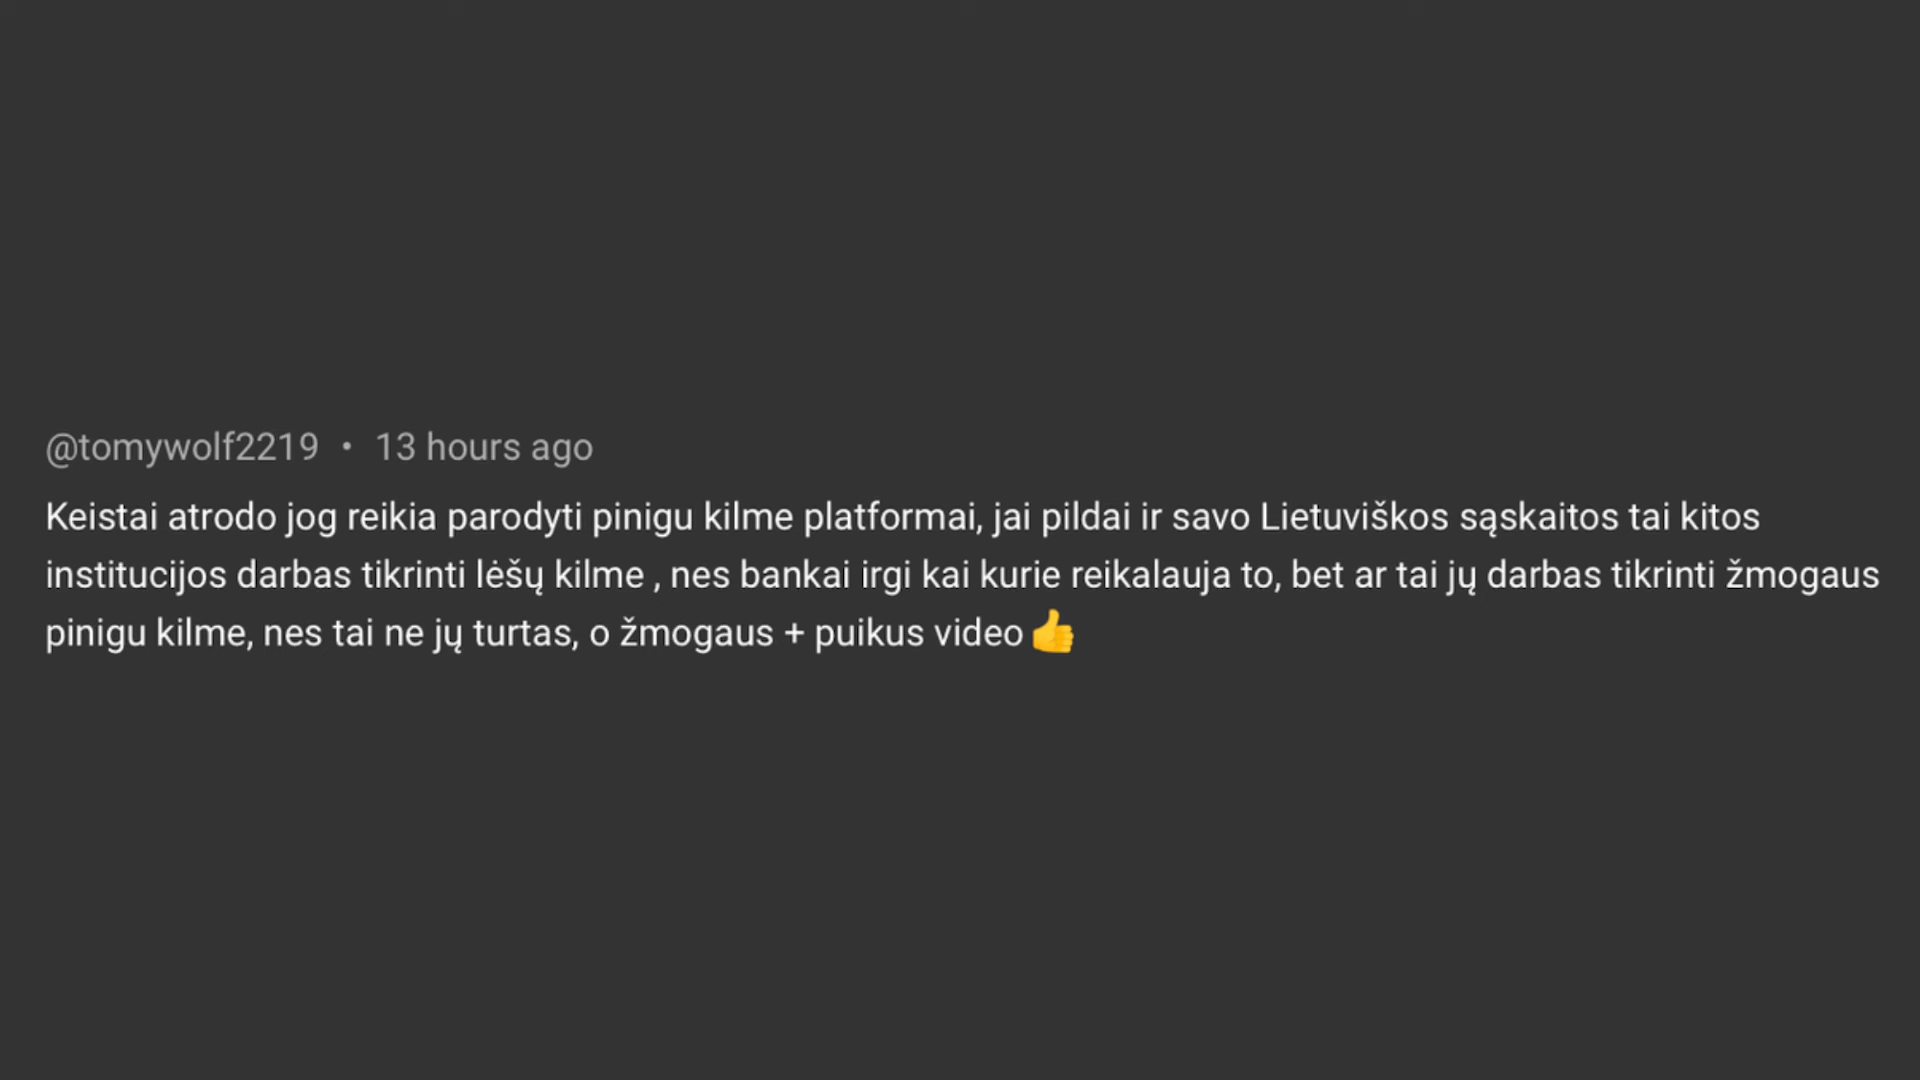 @tomywolf2219 • 13 hours ago
Keistai atrodo jog reikia parodyti pinigu kilme platformai, jai pildai ir savo Lietuviškos sąskaitos tai kitos
institucijos darbas tikrinti lėšų kilme , nes bankai irgi kai kurie reikalauja to, bet ar tai jų darbas tikrinti žmogaus
pinigu kilme, nes tai ne jų turtas, o žmogaus + puikus video 👍